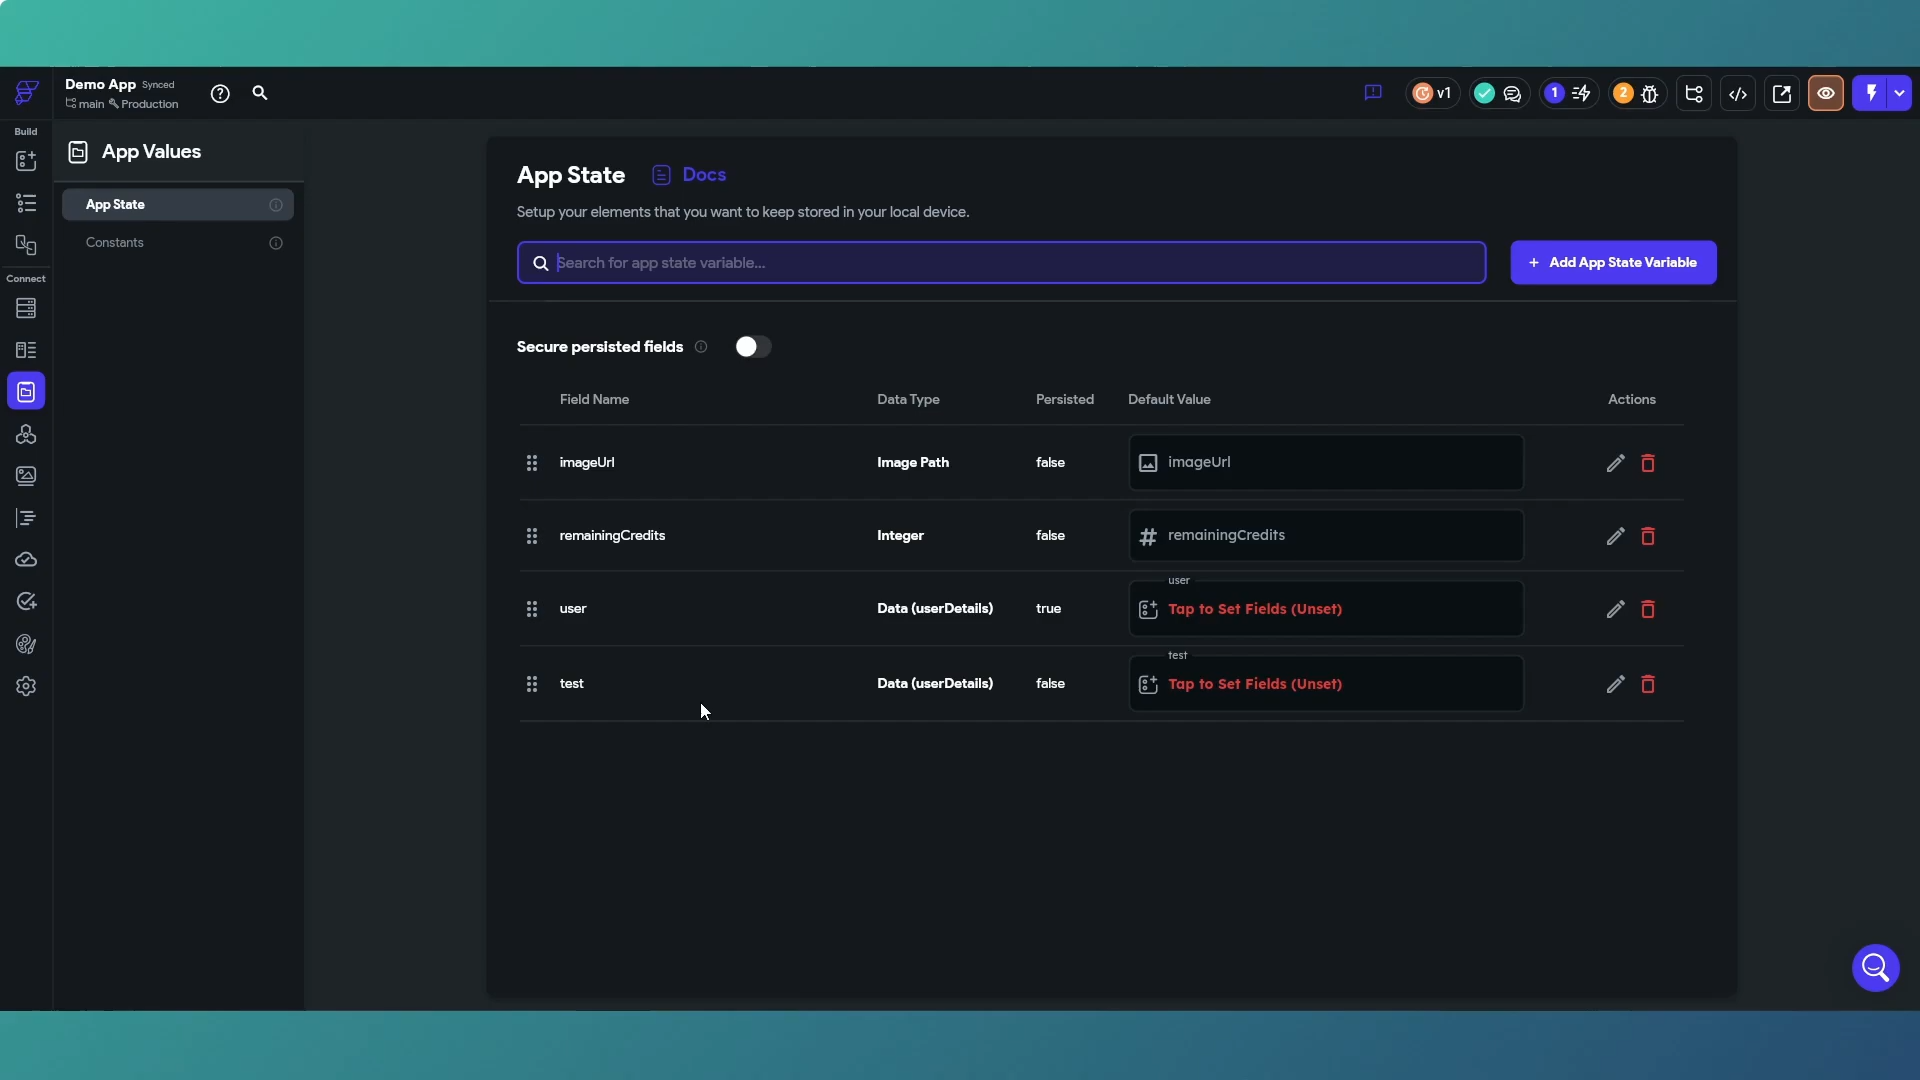 Demo App Synced
main Production
v1
1
2
Build
Connect
App Values
App State
Constants
App State Docs
Setup your elements that you want to keep stored in your local device.
Search for app state variable...
+ Add App State Variable
Secure persisted fields
Field Name Data Type Persisted Default Value Actions
imageUrl Image Path false imageUrl
remainingCredits Integer false remainingCredits
user
user Data (userDetails) true Tap to Set Fields (Unset)
test
test Data (userDetails) false Tap to Set Fields (Unset)